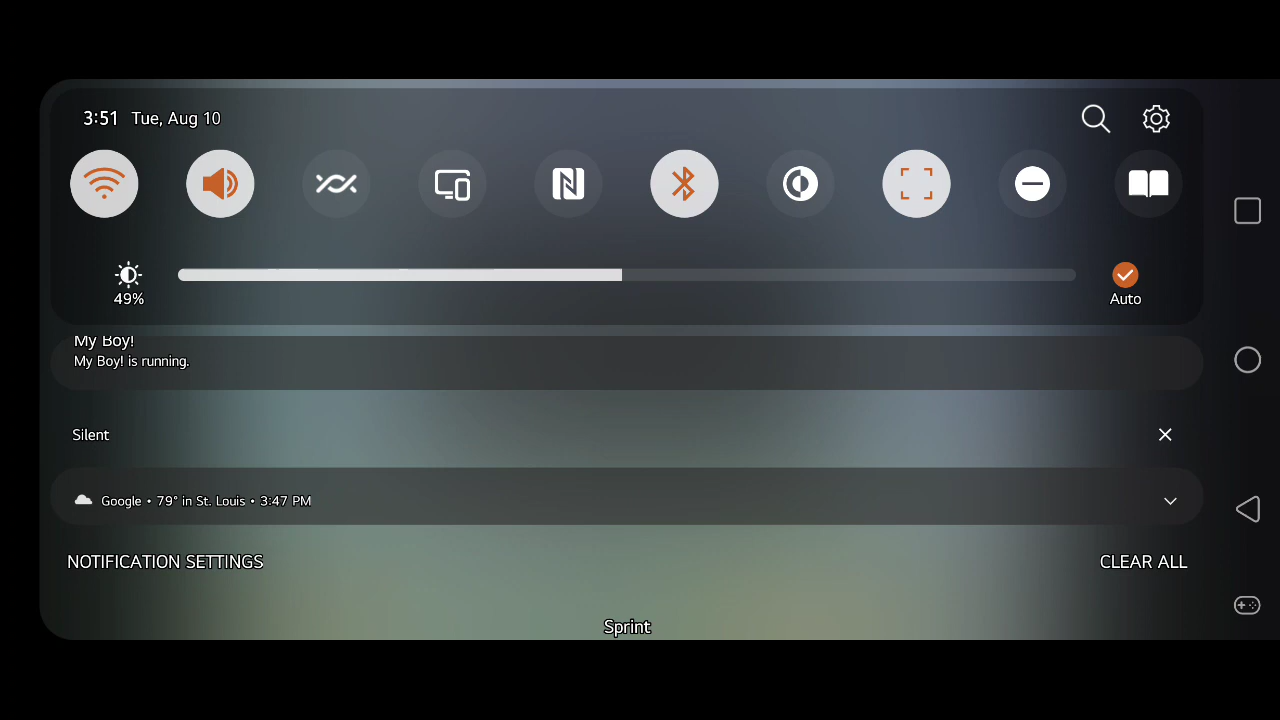 3:51 Tue, Aug 10
49%
Auto
My Boy!
My Boy! is running.
Silent
Google • 79° in St. Louis • 3:47 PM
NOTIFICATION SETTINGS
CLEAR ALL
Sprint